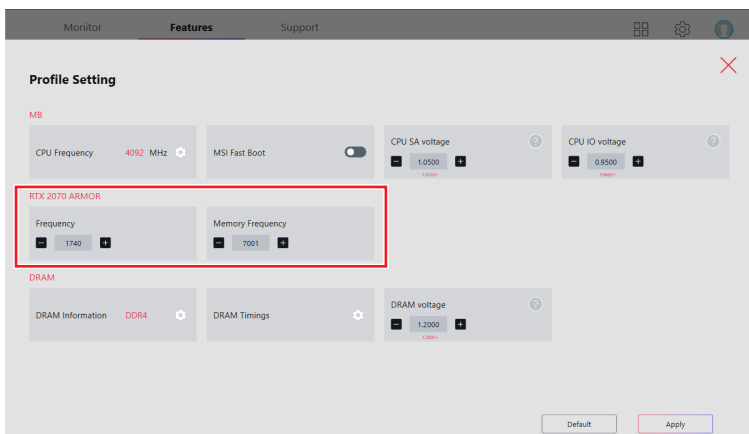 Monitor Features Support
Profile Setting
MB
CPU Frequency 4092 MHz
MSI Fast Boot
CPU SA voltage ?
- 1.0500 +
CPU IO voltage ?
- 0.9500 +
RTX 2070 ARMOR
Frequency
- 1740 +
Memory Frequency
- 7001 +
DRAM
DRAM Information DDR4
DRAM Timings
DRAM voltage ?
- 1.2000 +
Default Apply